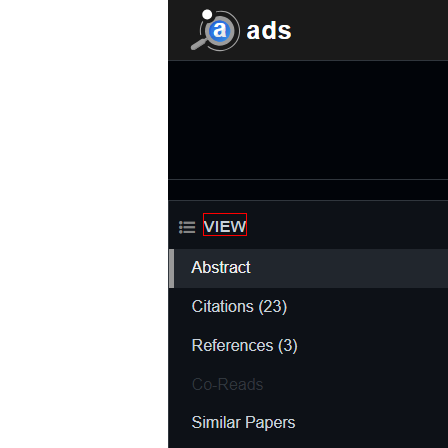 a ads
VIEW
Abstract
Citations (23)
References (3)
Co-Reads
Similar Papers